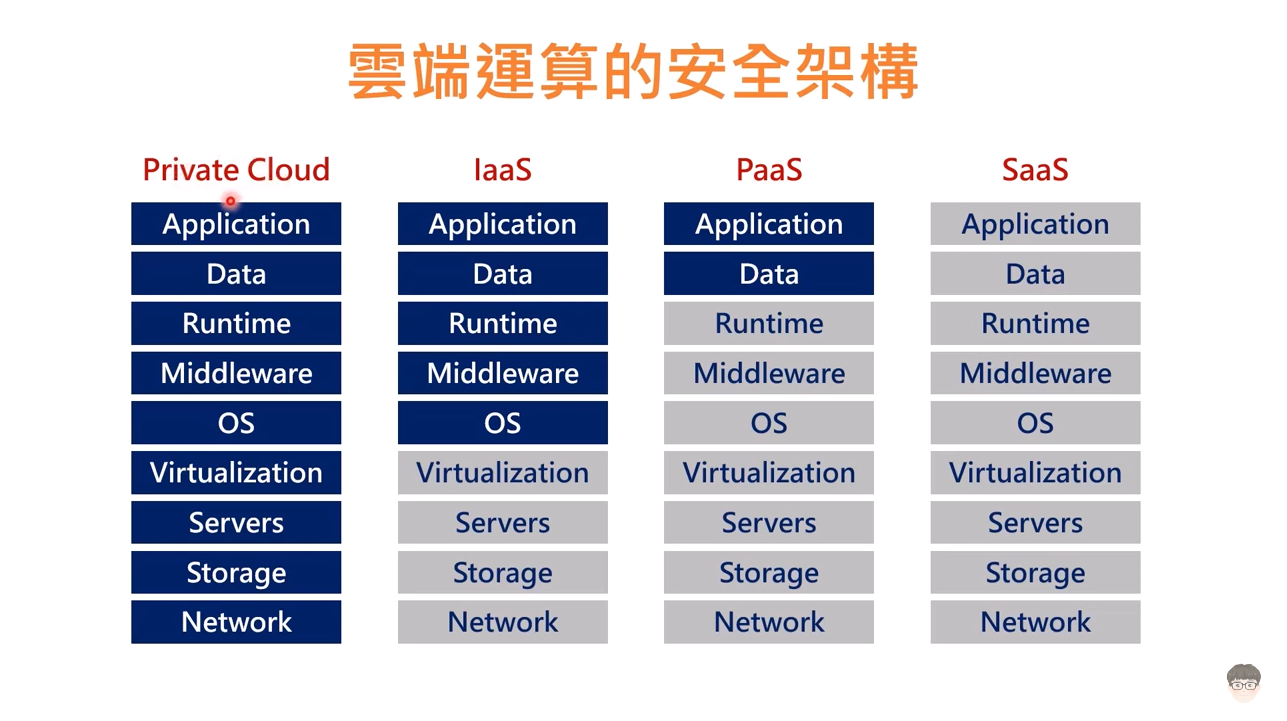 雲端運算的安全架構
Private Cloud IaaS PaaS SaaS
Application Application Application Application
Data Data Data Data
Runtime Runtime Runtime Runtime
Middleware Middleware Middleware Middleware
OS OS OS OS
Virtualization Virtualization Virtualization Virtualization
Servers Servers Servers Servers
Storage Storage Storage Storage
Network Network Network Network